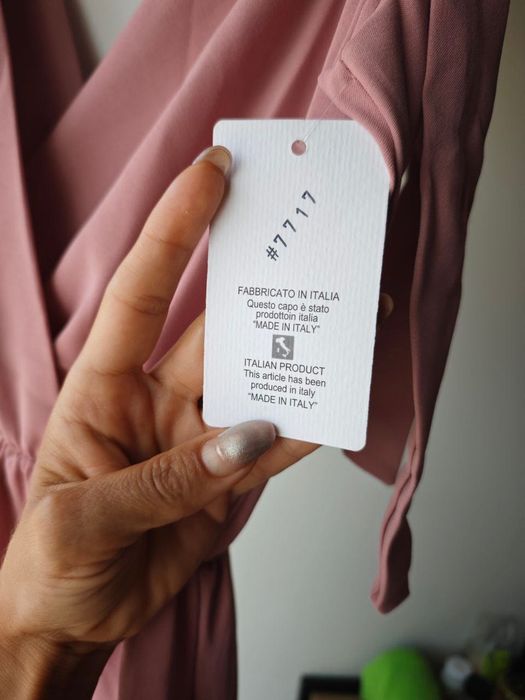 #7717
FABBRICATO IN ITALIA
Questo capo è stato
prodottoin italia
"MADE IN ITALY"
ITALIAN PRODUCT
This article has been
produced in italy
"MADE IN ITALY"